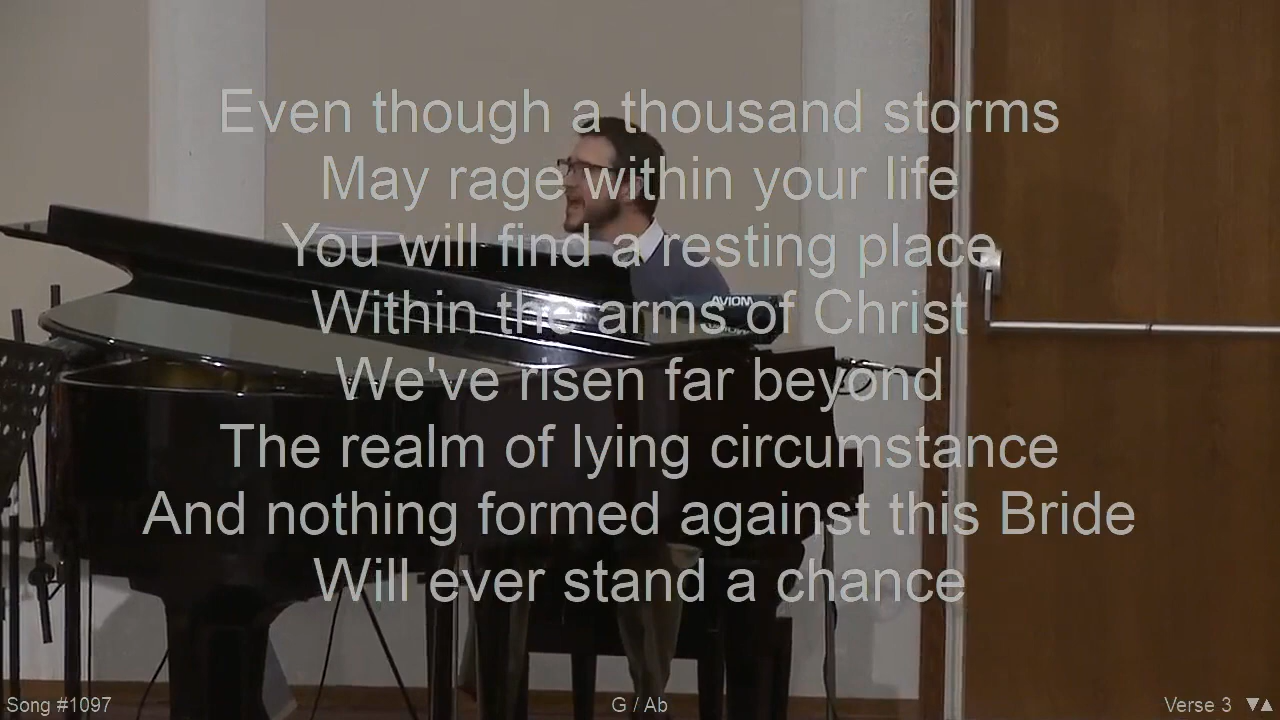 Even though a thousand storms
May rage within your life
You will find a resting place
Within the arms of Christ
AVIOM
We've risen far beyond
The realm of lying circumstance
And nothing formed against this Bride
Will ever stand a chance
Song #1097
G / Ab
Verse 3 ▼▲